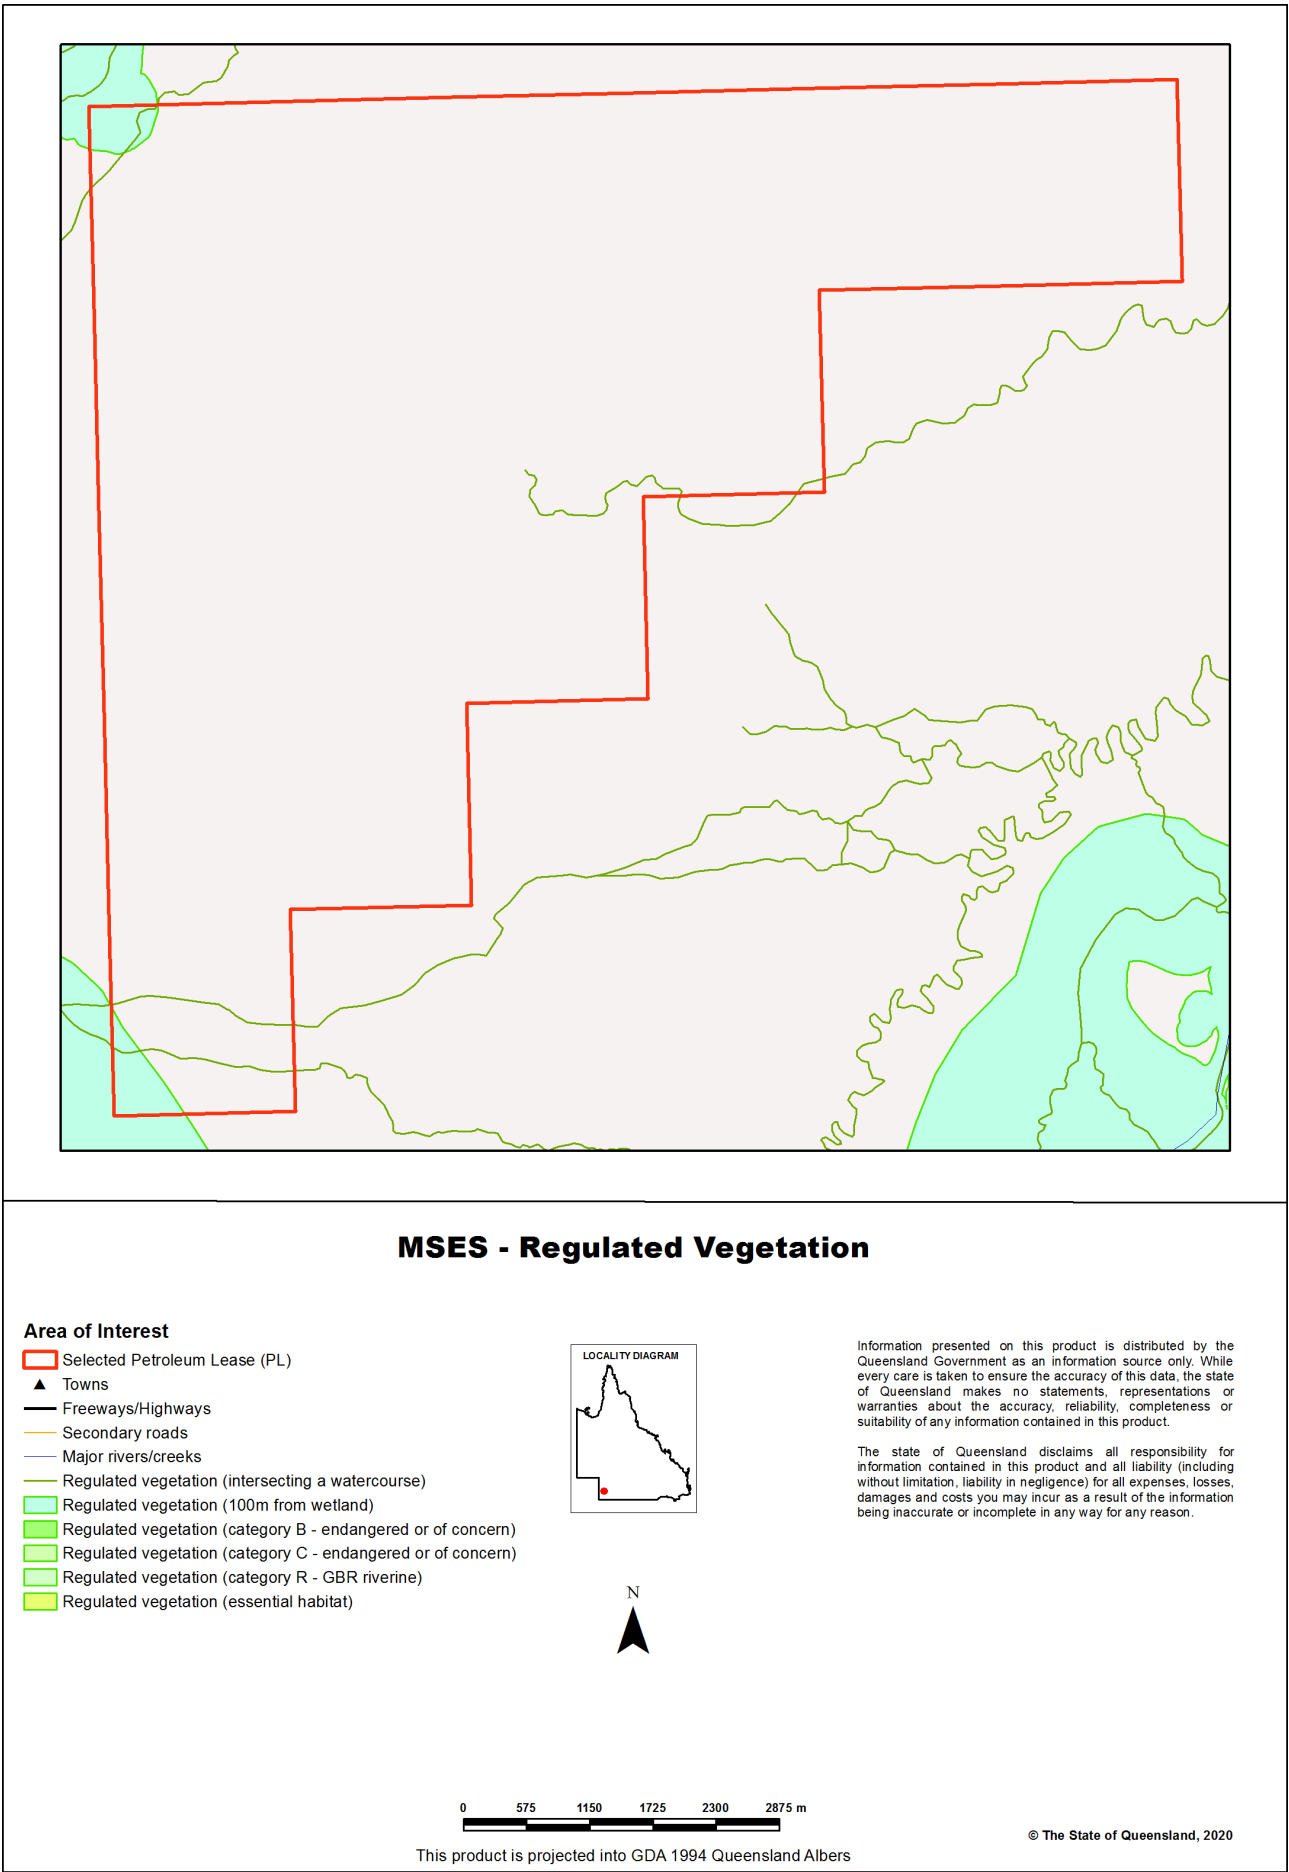 MSES - Regulated Vegetation
Area of Interest
Selected Petroleum Lease (PL)
Towns
Freeways/Highways
Secondary roads
Major rivers/creeks
Regulated vegetation (intersecting a watercourse)
Regulated vegetation (100m from wetland)
Regulated vegetation (category B - endangered or of concern)
Regulated vegetation (category C - endangered or of concern)
Regulated vegetation (category R - GBR riverine)
Regulated vegetation (essential habitat)
LOCALITY DIAGRAM
N
Information presented on this product is distributed by the
Queensland Government as an information source only. While
every care is taken to ensure the accuracy of this data, the state
of Queensland makes no statements, representations or
warranties about the accuracy, reliability, completeness or
suitability of any information contained in this product.
The state of Queensland disclaims all responsibility for
information contained in this product and all liability (including
without limitation, liability in negligence) for all expenses, losses,
damages and costs you may incur as a result of the information
being inaccurate or incomplete in any way for any reason.
0 575 1150 1725 2300 2875 m
This product is projected into GDA 1994 Queensland Albers
© The State of Queensland, 2020